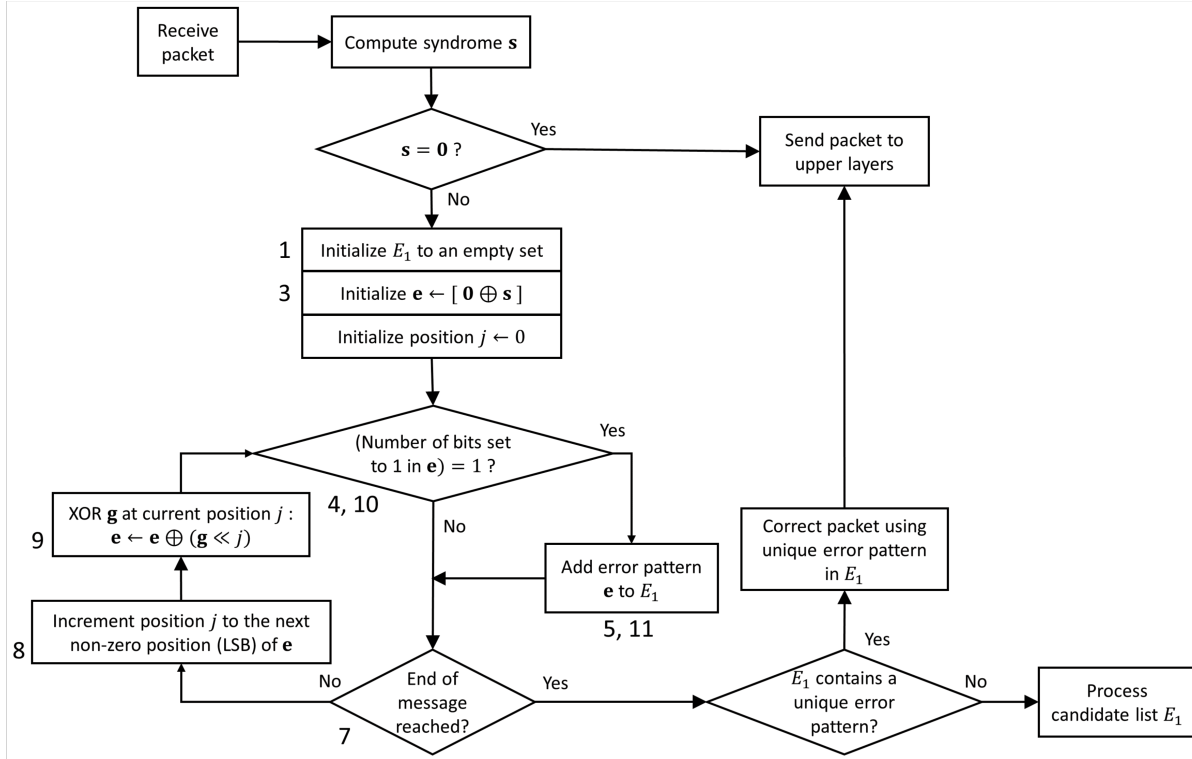 Receive
packet
Compute syndrome s
s = 0 ?
Yes
Send packet to
upper layers
No
1
Initialize E₁ to an empty set
3
Initialize e ← [ 0 ⊕ s ]
Initialize position j ← 0
(Number of bits set
to 1 in e) = 1 ?
Yes
4, 10
No
XOR g at current position j :
e ← e ⊕ (g ≪ j)
9
Add error pattern
e to E₁
5, 11
Correct packet using
unique error pattern
in E₁
Increment position j to the next
non-zero position (LSB) of e
8
End of
message
reached?
No
Yes
7
E₁ contains a
unique error
pattern?
Yes
No
Process
candidate list E₁